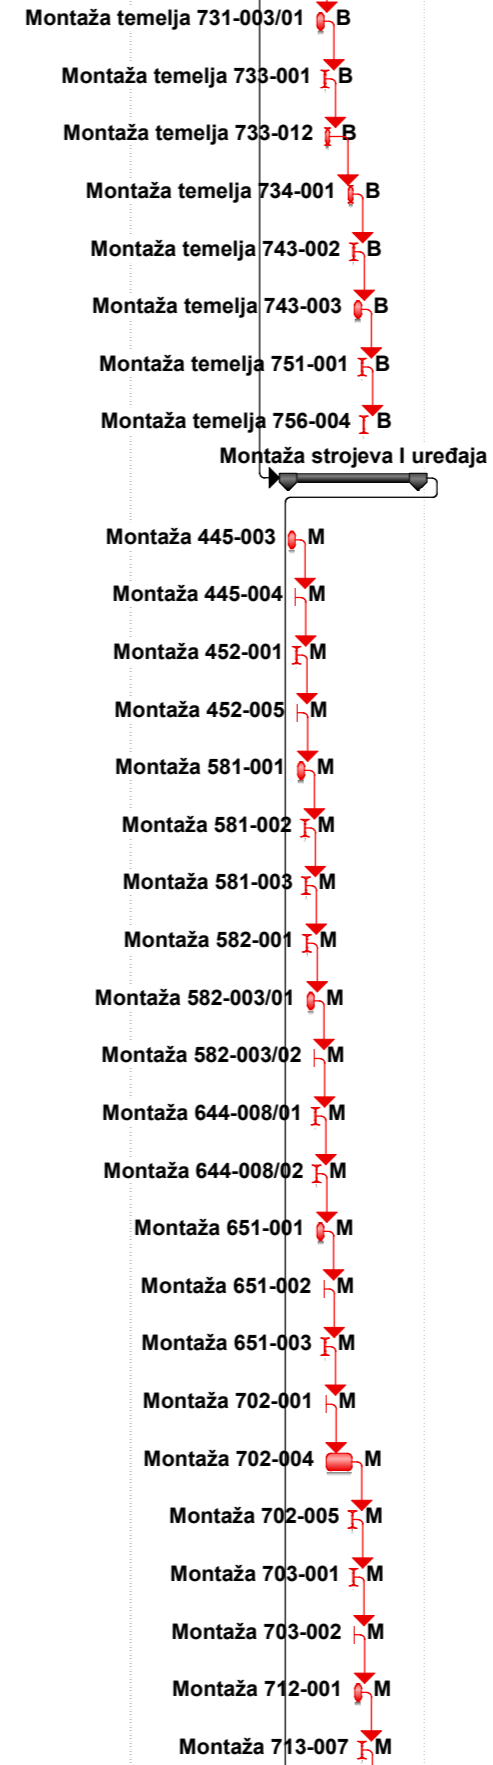 Montaža temelja 731-003/01 B
Montaža temelja 733-001 B
Montaža temelja 733-012 B
Montaža temelja 734-001 B
Montaža temelja 743-002 B
Montaža temelja 743-003 B
Montaža temelja 751-001 B
Montaža temelja 756-004 B
Montaža strojeva I uređaja
Montaža 445-003 M
Montaža 445-004 M
Montaža 452-001 M
Montaža 452-005 M
Montaža 581-001 M
Montaža 581-002 M
Montaža 581-003 M
Montaža 582-001 M
Montaža 582-003/01 M
Montaža 582-003/02 M
Montaža 644-008/01 M
Montaža 644-008/02 M
Montaža 651-001 M
Montaža 651-002 M
Montaža 651-003 M
Montaža 702-001 M
Montaža 702-004 M
Montaža 702-005 M
Montaža 703-001 M
Montaža 703-002 M
Montaža 712-001 M
Montaža 713-007 M